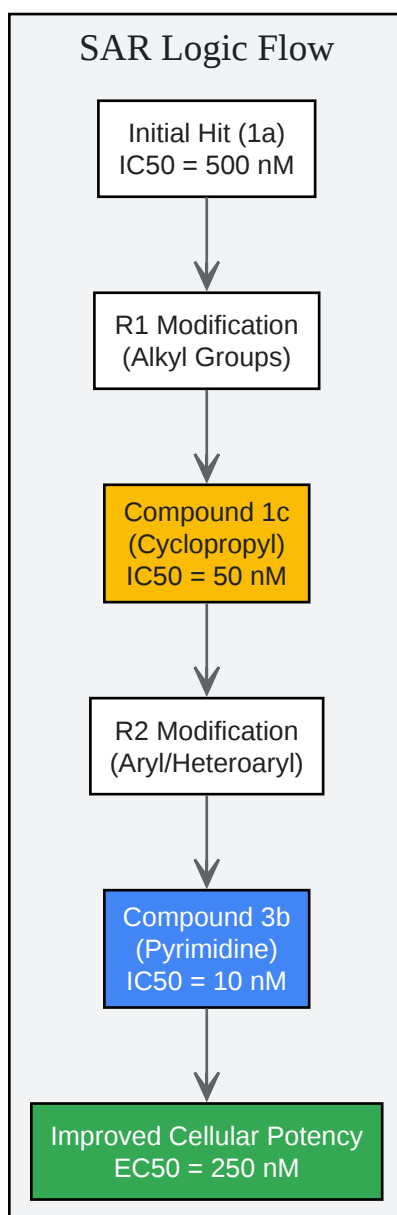 SAR Logic Flow
Initial Hit (1a)
IC50 = 500 nM
R1 Modification
(Alkyl Groups)
Compound 1c
(Cyclopropyl)
IC50 = 50 nM
R2 Modification
(Aryl/Heteroaryl)
Compound 3b
(Pyrimidine)
IC50 = 10 nM
Improved Cellular Potency
EC50 = 250 nM